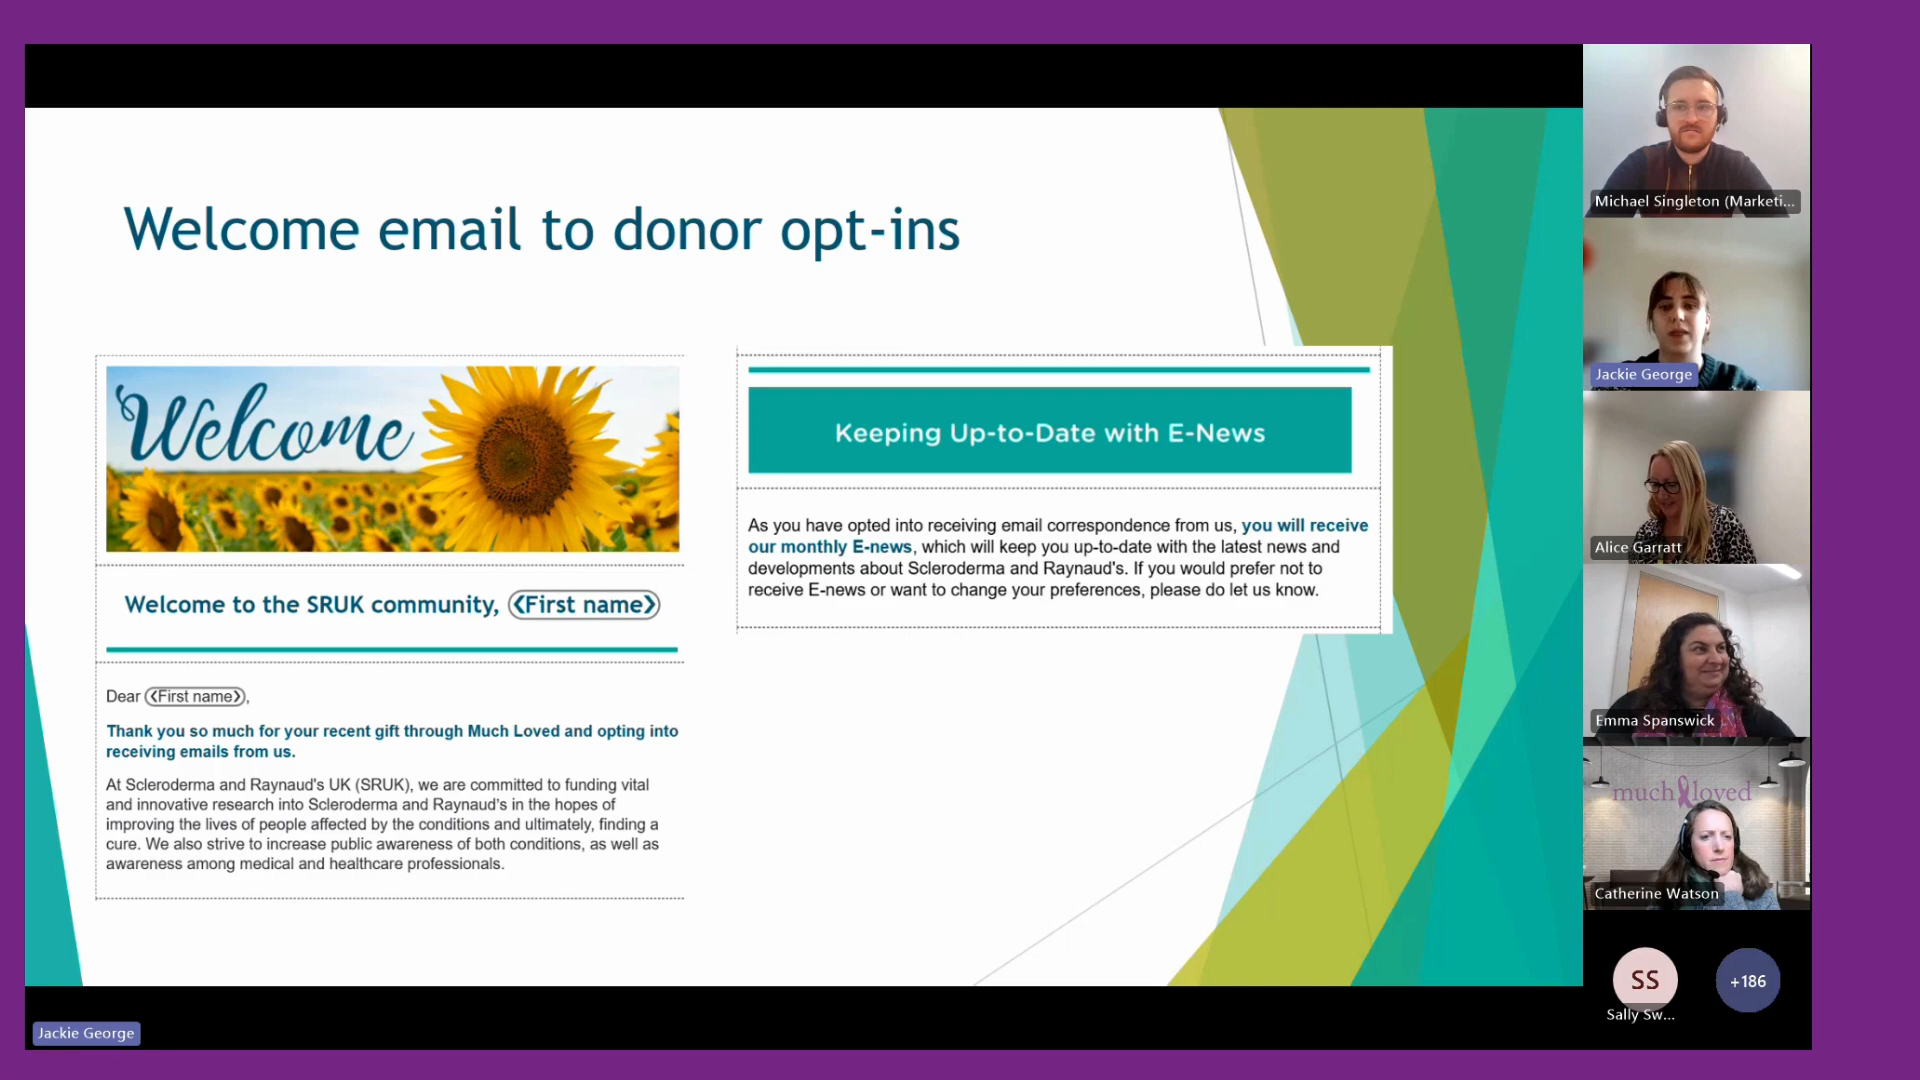 Welcome email to donor opt-ins
Welcome
Welcome to the SRUK community, <First name>
Dear <First name>,
Thank you so much for your recent gift through Much Loved and opting into
receiving emails from us.
At Scleroderma and Raynaud's UK (SRUK), we are committed to funding vital
and innovative research into Scleroderma and Raynaud's in the hopes of
improving the lives of people affected by the conditions and ultimately, finding a
cure. We also strive to increase public awareness of both conditions, as well as
awareness among medical and healthcare professionals.
Keeping Up-to-Date with E-News
As you have opted into receiving email correspondence from us, you will receive
our monthly E-news, which will keep you up-to-date with the latest news and
developments about Scleroderma and Raynaud's. If you would prefer not to
receive E-news or want to change your preferences, please do let us know.
Michael Singleton (Marketi...
Jackie George
Alice Garratt
Emma Spanswick
much loved
Catherine Watson
SS
+186
Sally Sw...
Jackie George